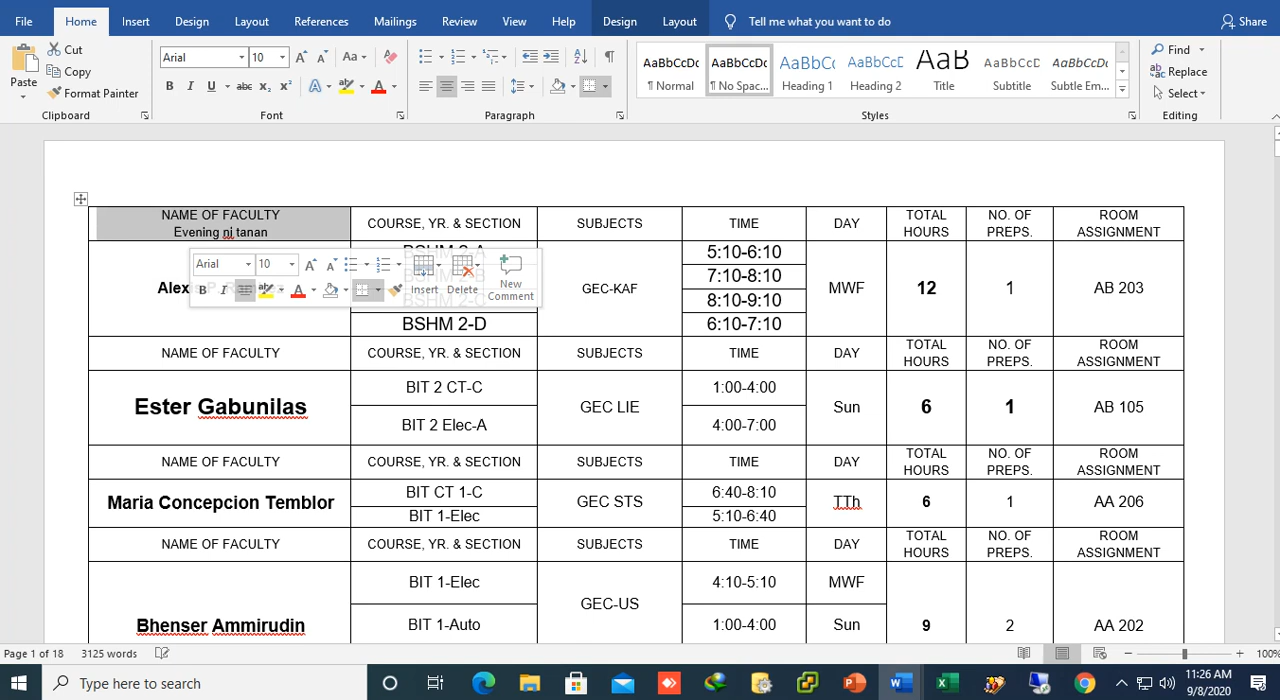 File Home Insert Design Layout References Mailings Review View Help Design Layout Tell me what you want to do Share
Paste
Cut
Copy
Format Painter
Clipboard
Arial 10
Font
Paragraph
AaBbCcDc AaBbCcDc AaBbCc AaBbCcD AaB AaBbCcD AaBbCcDc
¶ Normal ¶ No Spac... Heading 1 Heading 2 Title Subtitle Subtle Em...
Styles
Find
Replace
Select
Editing
NAME OF FACULTY
Evening ni tanan
COURSE, YR. & SECTION SUBJECTS TIME DAY TOTAL HOURS NO. OF PREPS. ROOM ASSIGNMENT
Arial 10
Insert Delete New Comment
Alex
BSHM 2-D
GEC-KAF
5:10-6:10
7:10-8:10
8:10-9:10
6:10-7:10
MWF 12 1 AB 203
NAME OF FACULTY COURSE, YR. & SECTION SUBJECTS TIME DAY TOTAL HOURS NO. OF PREPS. ROOM ASSIGNMENT
Ester Gabunilas
BIT 2 CT-C
BIT 2 Elec-A
GEC LIE
1:00-4:00
4:00-7:00
Sun 6 1 AB 105
NAME OF FACULTY COURSE, YR. & SECTION SUBJECTS TIME DAY TOTAL HOURS NO. OF PREPS. ROOM ASSIGNMENT
Maria Concepcion Temblor
BIT CT 1-C
BIT 1-Elec
GEC STS
6:40-8:10
5:10-6:40
TTh 6 1 AA 206
NAME OF FACULTY COURSE, YR. & SECTION SUBJECTS TIME DAY TOTAL HOURS NO. OF PREPS. ROOM ASSIGNMENT
Bhenser Ammirudin
BIT 1-Elec
BIT 1-Auto
GEC-US
4:10-5:10
1:00-4:00
MWF
Sun
9 2 AA 202
Page 1 of 18 3125 words 100%
Type here to search
11:26 AM
9/8/2020